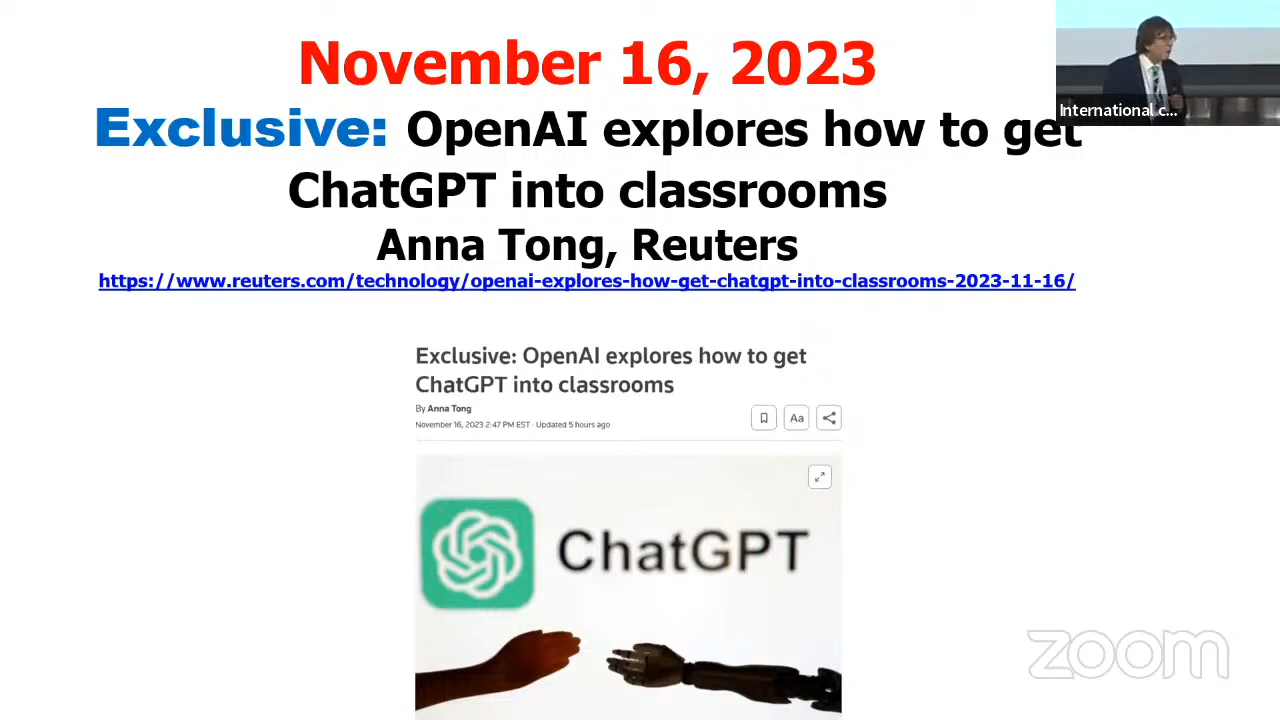 November 16, 2023
Exclusive: OpenAI explores how to get
ChatGPT into classrooms
Anna Tong, Reuters
https://www.reuters.com/technology/openai-explores-how-get-chatgpt-into-classrooms-2023-11-16/
International c...
Exclusive: OpenAI explores how to get
ChatGPT into classrooms
By Anna Tong
November 16, 2023 2:47 PM EST · Updated 5 hours ago
Aa
ChatGPT
zoom